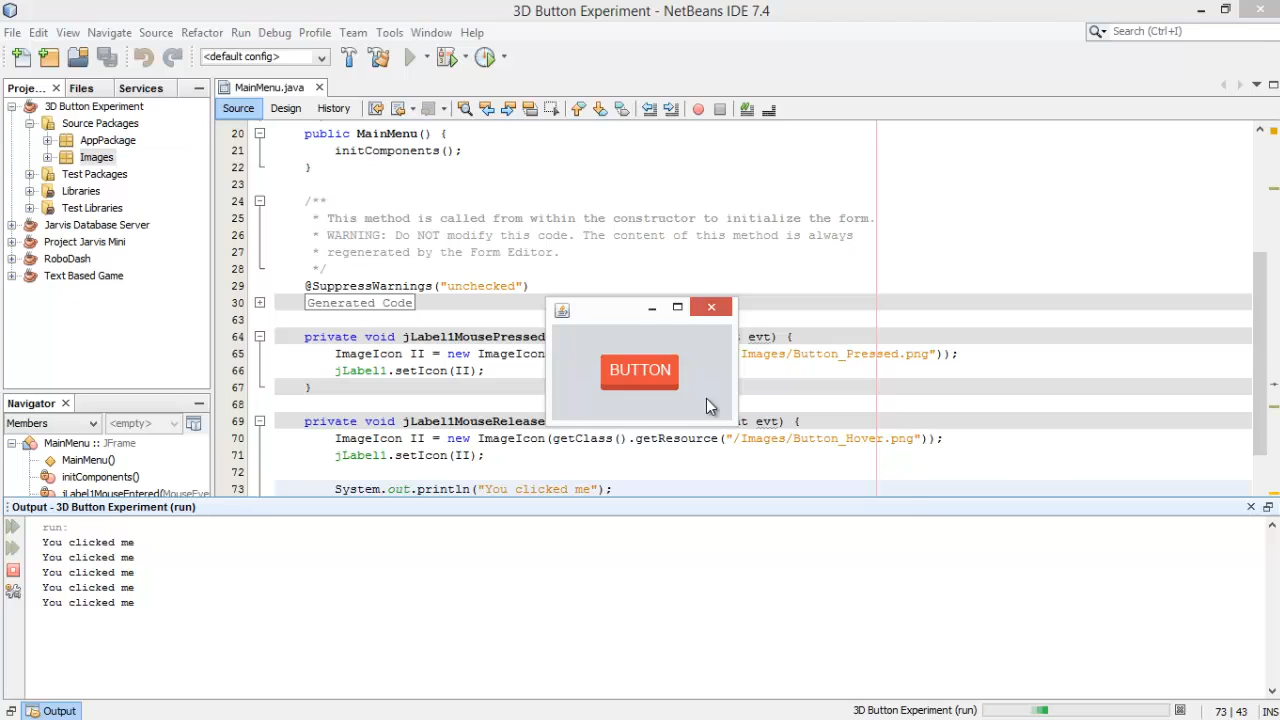 3D Button Experiment - NetBeans IDE 7.4
File Edit View Navigate Source Refactor Run Debug Profile Team Tools Window Help
Search (Ctrl+I)
<default config>
Proje... Files Services
MainMenu.java
Source Design History
3D Button Experiment
Source Packages
AppPackage
Images
Test Packages
Libraries
Test Libraries
Jarvis Database Server
Project Jarvis Mini
RoboDash
Text Based Game
Navigator
Members <empty>
MainMenu :: JFrame
MainMenu()
initComponents()
jLabel1MouseEntered(MouseEve
20 public MainMenu() {
21 initComponents();
22 }
23
24 /**
25 * This method is called from within the constructor to initialize the form.
26 * WARNING: Do NOT modify this code. The content of this method is always
27 * regenerated by the Form Editor.
28 */
@SuppressWarnings("unchecked")
30 Generated Code
63
64 private void jLabel1MousePressed evt) {
65 ImageIcon II = new ImageIcon Images/Button_Pressed.png"));
66 jLabel1.setIcon(II);
67 }
68
69 private void jLabel1MouseRelease t evt) {
70 ImageIcon II = new ImageIcon(getClass().getResource("/Images/Button_Hover.png"));
71 jLabel1.setIcon(II);
72
73 System.out.println("You clicked me");
BUTTON
Output - 3D Button Experiment (run)
run:
You clicked me
You clicked me
You clicked me
You clicked me
You clicked me
Output
3D Button Experiment (run)
73 | 43 INS